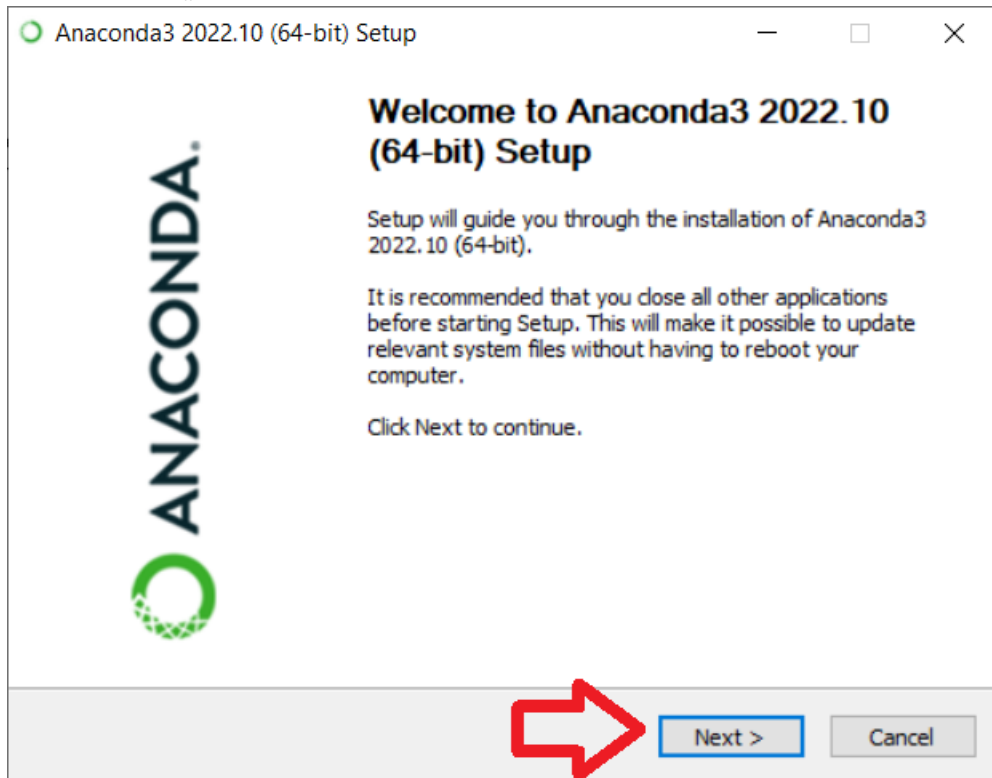 Anaconda3 2022.10 (64-bit) Setup
Welcome to Anaconda3 2022.10
(64-bit) Setup
Setup will guide you through the installation of Anaconda3
2022.10 (64-bit).
It is recommended that you close all other applications
before starting Setup. This will make it possible to update
relevant system files without having to reboot your
computer.
Click Next to continue.
ANACONDA.
Next >
Cancel